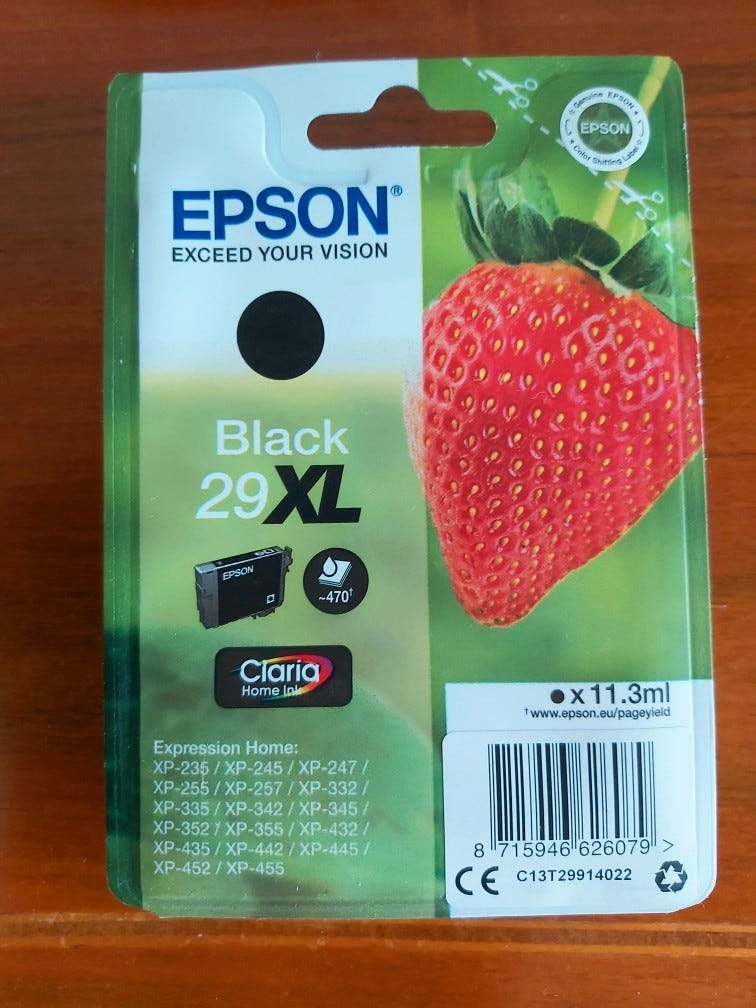 Genuine EPSON
EPSON
Color Shifting Label
EPSON®
EXCEED YOUR VISION
Black
29XL
EPSON
~470†
Claria
Home Ink
x 11.3ml
†www.epson.eu/pageyield
Expression Home:
XP-235 / XP-245 / XP-247 /
XP-255 / XP-257 / XP-332 /
XP-335 / XP-342 / XP-345 /
XP-352 / XP-355 / XP-432 /
XP-435 / XP-442 / XP-445 /
XP-452 / XP-455
8 715946 626079 >
CE C13T29914022